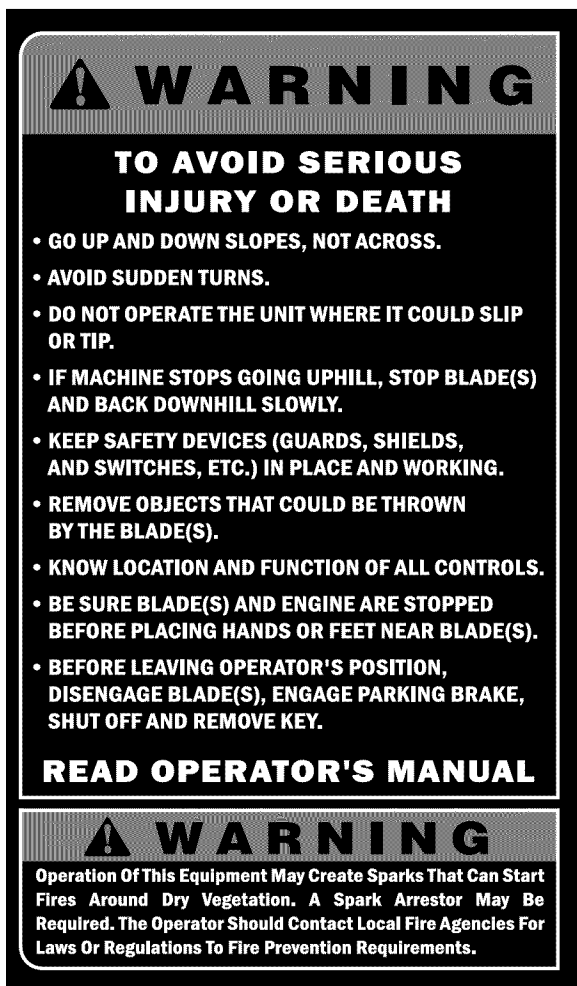 WARNING
TO AVOID SERIOUS
INJURY OR DEATH
• GO UP AND DOWN SLOPES, NOT ACROSS.
• AVOID SUDDEN TURNS.
• DO NOT OPERATE THE UNIT WHERE IT COULD SLIP
OR TIP.
• IF MACHINE STOPS GOING UPHILL, STOP BLADE(S)
AND BACK DOWNHILL SLOWLY.
• KEEP SAFETY DEVICES (GUARDS, SHIELDS,
AND SWITCHES, ETC.) IN PLACE AND WORKING.
• REMOVE OBJECTS THAT COULD BE THROWN
BY THE BLADE(S).
• KNOW LOCATION AND FUNCTION OF ALL CONTROLS.
• BE SURE BLADE(S) AND ENGINE ARE STOPPED
BEFORE PLACING HANDS OR FEET NEAR BLADE(S).
• BEFORE LEAVING OPERATOR'S POSITION,
DISENGAGE BLADE(S), ENGAGE PARKING BRAKE,
SHUT OFF AND REMOVE KEY.
READ OPERATOR'S MANUAL
WARNING
Operation Of This Equipment May Create Sparks That Can Start
Fires Around Dry Vegetation. A Spark Arrestor May Be
Required. The Operator Should Contact Local Fire Agencies For
Laws Or Regulations To Fire Prevention Requirements.